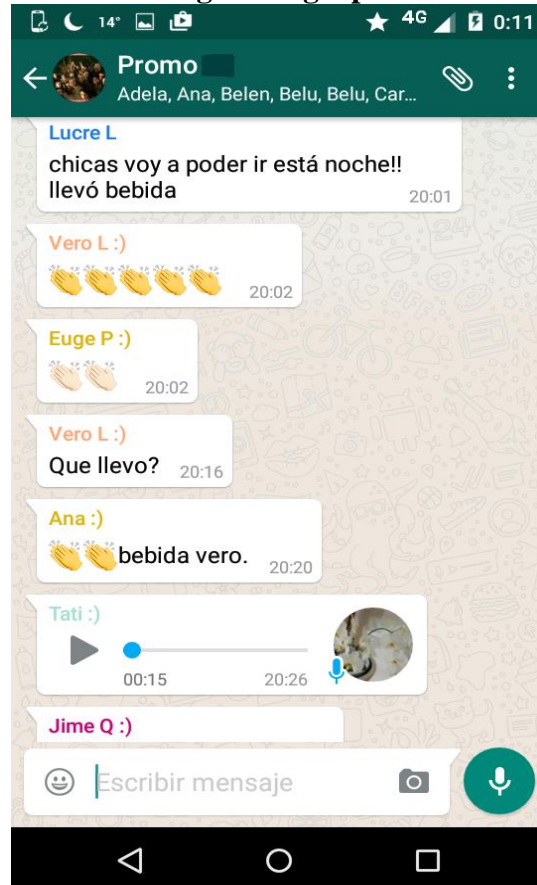 14° 4G 0:11
Promo
Adela, Ana, Belen, Belu, Belu, Car...
Lucre L
chicas voy a poder ir está noche!!
llevó bebida
20:01
Vero L :)
20:02
Euge P :)
20:02
Vero L :)
Que llevo? 20:16
Ana :)
bebida vero. 20:20
Tati :)
00:15 20:26
Jime Q :)
Escribir mensaje